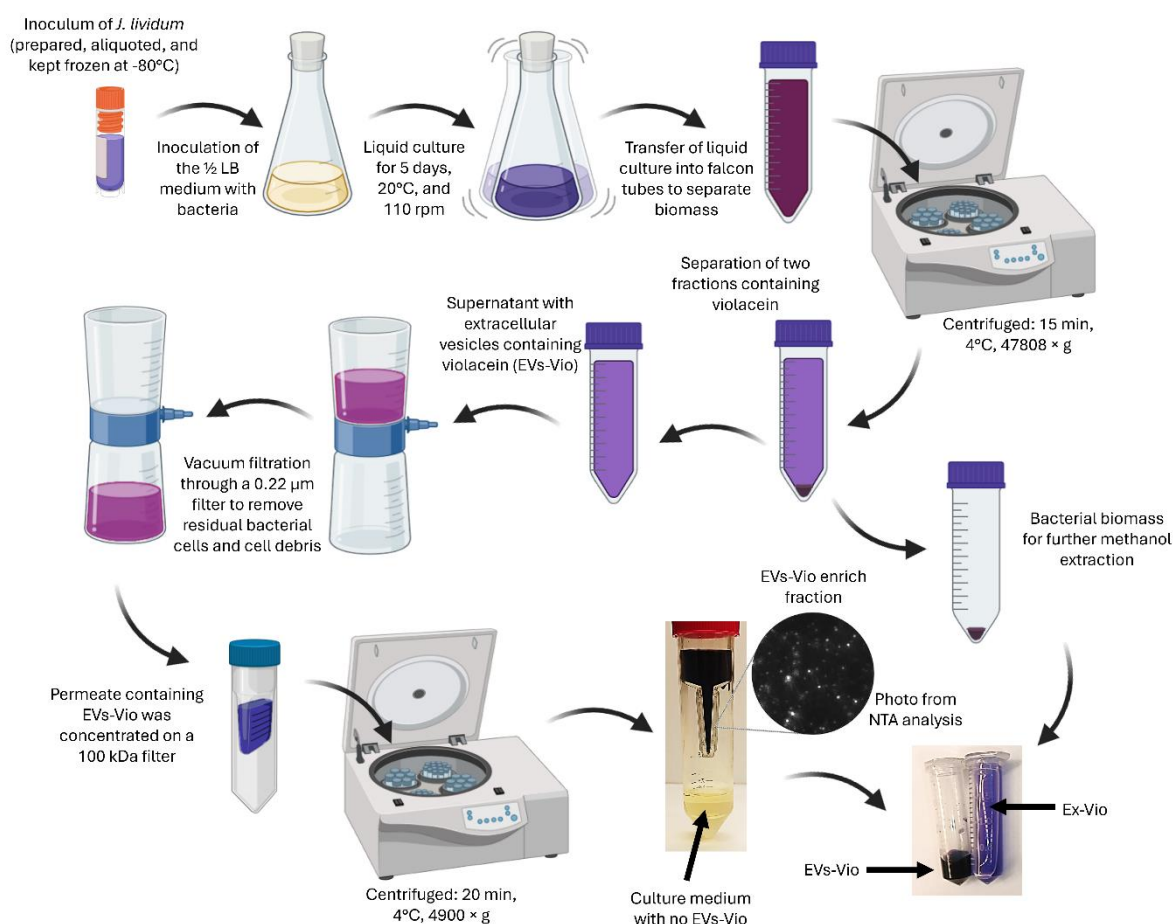 Inoculum of J. lividum
(prepared, aliquoted, and
kept frozen at -80°C)
Inoculation of
the ½ LB
medium with
bacteria
Liquid culture
for 5 days,
20°C, and
110 rpm
Transfer of liquid
culture into falcon
tubes to separate
biomass
Centrifuged: 15 min,
4°C, 47808 × g
Separation of two
fractions containing
violacein
Supernatant with
extracellular
vesicles containing
violacein (EVs-Vio)
Vacuum filtration
through a 0.22 µm
filter to remove
residual bacterial
cells and cell debris
Bacterial biomass
for further methanol
extraction
Permeate containing
EVs-Vio was
concentrated on a
100 kDa filter
Centrifuged: 20 min,
4°C, 4900 × g
EVs-Vio enrich
fraction
Photo from
NTA analysis
Culture medium
with no EVs-Vio
EVs-Vio
Ex-Vio